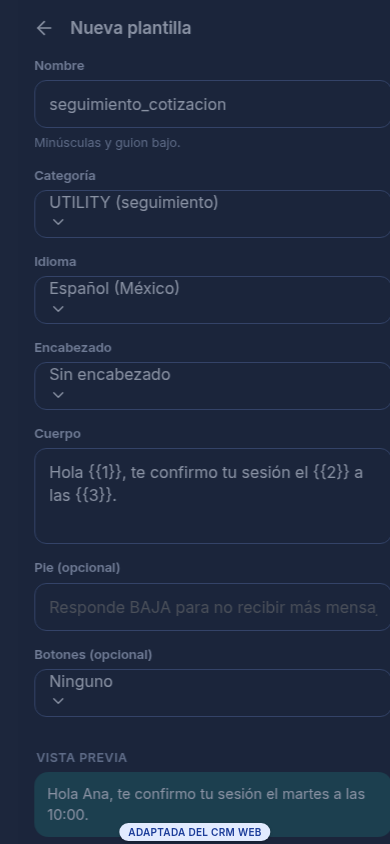 Nueva plantilla
Nombre
seguimiento_cotizacion
Minúsculas y guion bajo.
Categoría
UTILITY (seguimiento)
Idioma
Español (México)
Encabezado
Sin encabezado
Cuerpo
Hola {{1}}, te confirmo tu sesión el {{2}} a
las {{3}}.
Pie (opcional)
Responde BAJA para no recibir más
Botones (opcional)
Ninguno
VISTA PREVIA
Hola Ana, te confirmo tu sesión el martes a las
10:00.
ADAPTADA DEL CRM WEB